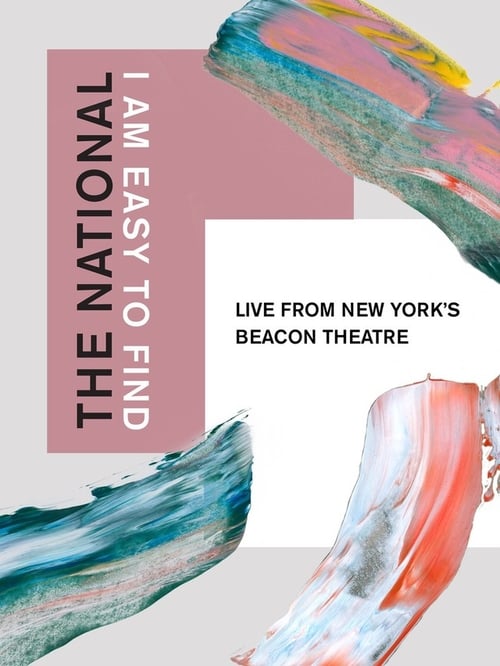 THE NATIONAL
I AM EASY TO FIND
LIVE FROM NEW YORK'S
BEACON THEATRE